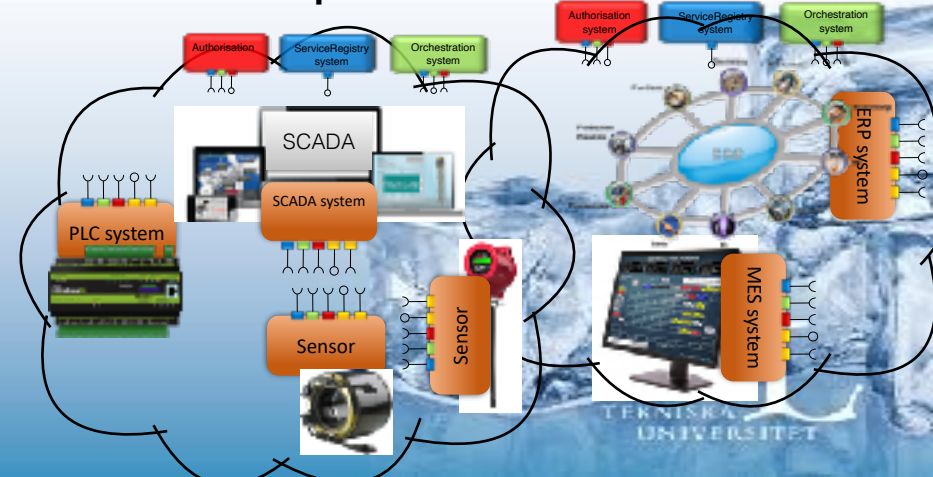 Authorisation
ServiceRegistry
system
Orchestration
system
Authorisation
system
ServiceRegistry
system
Orchestration
system
SCADA
SCADA system
PLC system
Sensor
Sensor
ERP system
MES system
TEKNISKA
UNIVERSITET